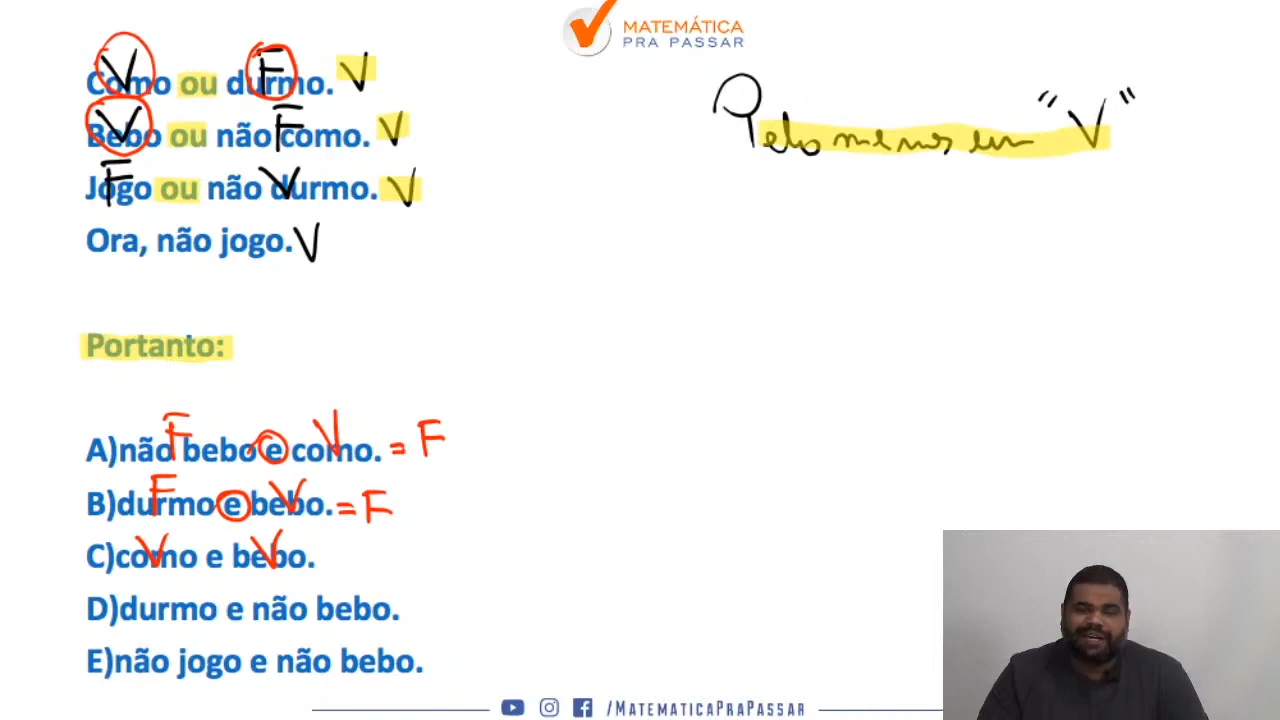 MATEMÁTICA
PRA PASSAR
V F
Como ou durmo. V
V F
Bebo ou não como. V
F V
Jogo ou não durmo. V
Ora, não jogo. V
Pelo menos um "V"
Portanto:
F V
A)não bebo e como. = F
F V
B)durmo e bebo. = F
V V
C)como e bebo.
D)durmo e não bebo.
E)não jogo e não bebo.
/MATEMATICAPRAPASSAR